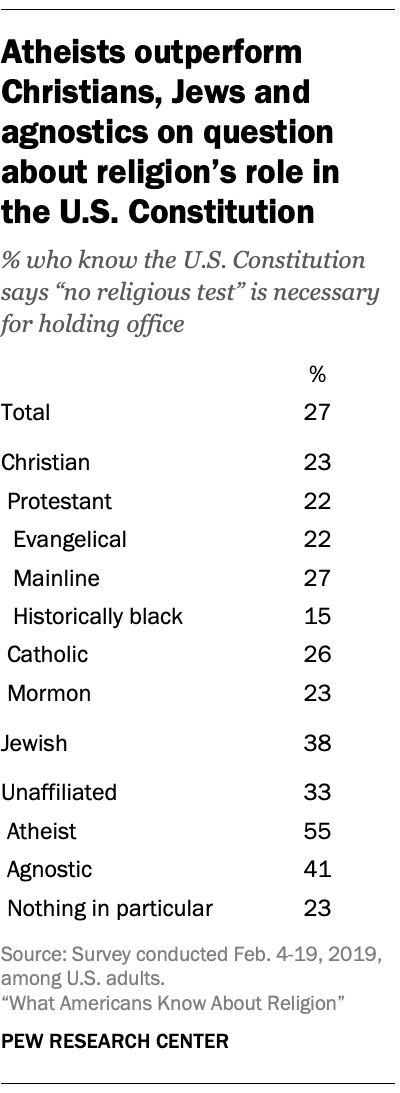 Atheists outperform
Christians, Jews and
agnostics on question
about religion’s role in
the U.S. Constitution
% who know the U.S. Constitution
says “no religious test” is necessary
for holding office
%
Total 27
Christian 23
Protestant 22
Evangelical 22
Mainline 27
Historically black 15
Catholic 26
Mormon 23
Jewish 38
Unaffiliated 33
Atheist 55
Agnostic 41
Nothing in particular 23
Source: Survey conducted Feb. 4-19, 2019,
among U.S. adults.
“What Americans Know About Religion”
PEW RESEARCH CENTER